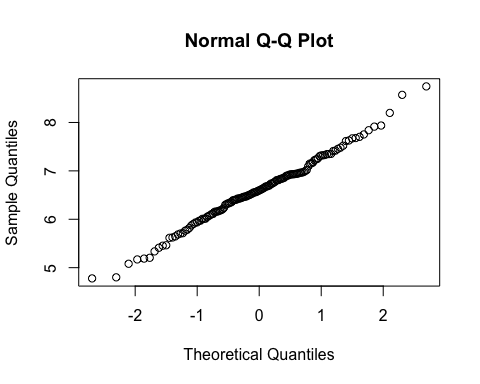 Normal Q-Q Plot
8
7
6
5
Sample Quantiles
-2 -1 0 1 2
Theoretical Quantiles